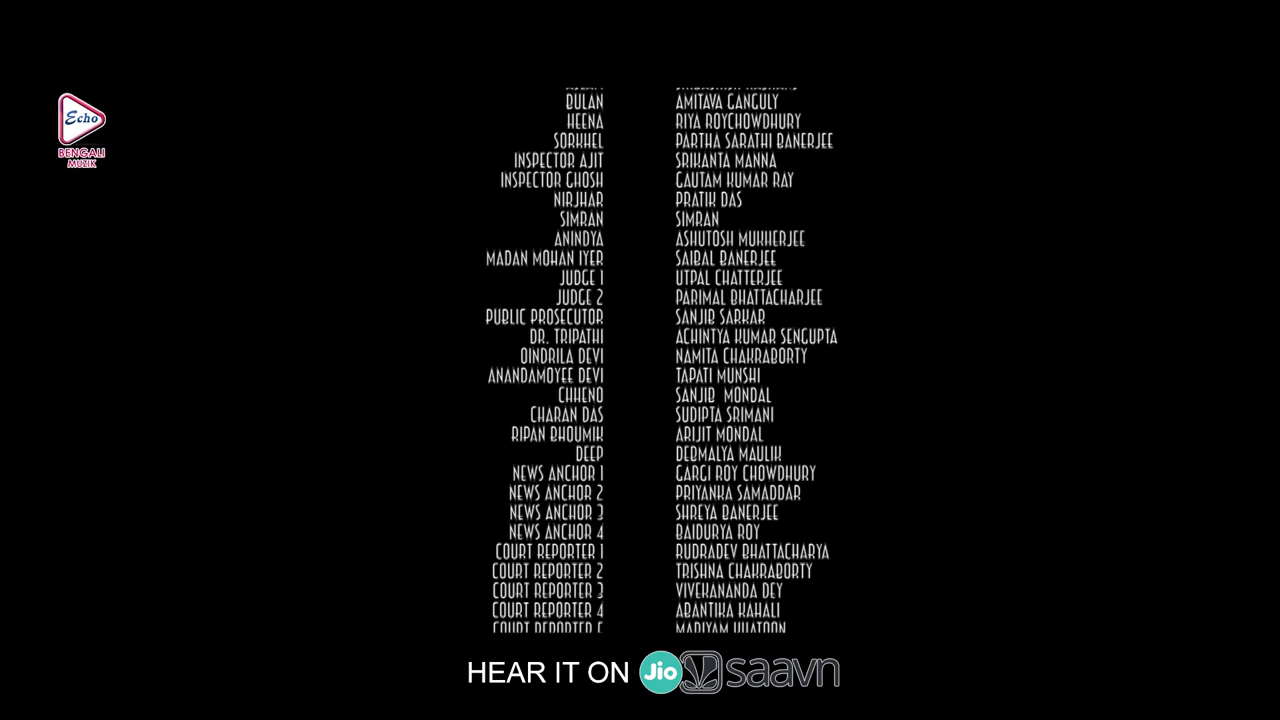 Echo
BENGALI
MUZIK
BULAN AMITAVA GANGULY
HEENA RIYA ROYCHOWDHURY
SORKHEL PARTHA SARATHI BANERJEE
INSPECTOR AJIT SRIKANTA MANNA
INSPECTOR GHOSH GAUTAM KUMAR RAY
NIRJHAR PRATIK DAS
SIMRAN SIMRAN
ANINDYA ASHUTOSH MUKHERJEE
MADAN MOHAN IYER SAIBAL BANERJEE
JUDGE 1 UTPAL CHATTERJEE
JUDGE 2 PARIMAL BHATTACHARJEE
PUBLIC PROSECUTOR SANJIB SARKAR
DR. TRIPATHI ACHINTYA KUMAR SENGUPTA
OINDRILA DEVI NAMITA CHAKRABORTY
ANANDAMOYEE DEVI TAPATI MUNSHI
CHHENO SANJIB MONDAL
CHARAN DAS SUDIPTA SRIMANI
RIPAN BHOUMIK ARIJIT MONDAL
DEEP DEBMALYA MAULIK
NEWS ANCHOR 1 GARGI ROY CHOWDHURY
NEWS ANCHOR 2 PRIYANKA SAMADDAR
NEWS ANCHOR 3 SHREYA BANERJEE
NEWS ANCHOR 4 BAIDURYA ROY
COURT REPORTER 1 RUDRADEV BHATTACHARYA
COURT REPORTER 2 TRISHNA CHAKRABORTY
COURT REPORTER 3 VIVEKANANDA DEY
COURT REPORTER 4 ABANTIKA KAHALI
COURT REPORTER
HEAR IT ON Jio saavn